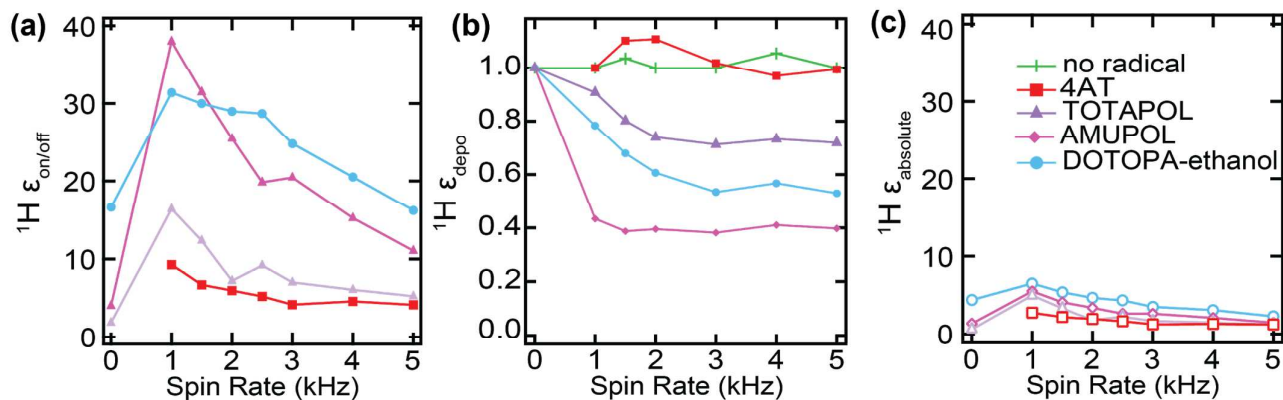 (a)
¹H ε on/off
40
30
20
10
0
0 1 2 3 4 5
Spin Rate (kHz)
(b)
¹H ε depo
1.0
0.8
0.6
0.4
0.2
0.0
0 1 2 3 4 5
Spin Rate (kHz)
(c)
¹H ε absolute
40
30
20
10
0
no radical
4AT
TOTAPOL
AMUPOL
DOTOPA-ethanol
0 1 2 3 4 5
Spin Rate (kHz)